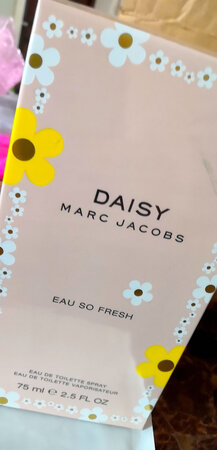 DAISY
MARC JACOBS
EAU SO FRESH
EAU DE TOILETTE SPRAY
EAU DE TOILETTE VAPORISATEUR
75 ml ℮ 2.5 FL OZ